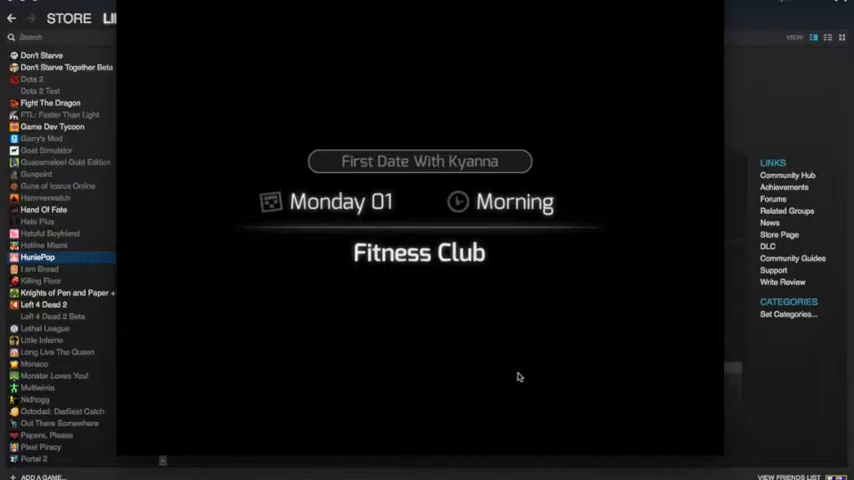 STORE LI
Search
VIEW
Don't Starve
Don't Starve Together Beta
Dota 2
Dota 2 Test
Fight The Dragon
FTL: Faster Than Light
Game Dev Tycoon
Garry's Mod
Goat Simulator
Guacamelee! Gold Edition
Gunpoint
Guns of Icarus Online
Hammerwatch
Hand Of Fate
Hate Plus
Hatoful Boyfriend
Hotline Miami
HuniePop
I am Bread
Killing Floor
Knights of Pen and Paper +
Left 4 Dead 2
Left 4 Dead 2 Beta
Lethal League
Little Inferno
Long Live The Queen
Monaco
Monster Loves You!
Multiwinia
Nidhogg
Octodad: Dadliest Catch
Out There Somewhere
Papers, Please
Pixel Piracy
Portal 2
+ ADD A GAME...
First Date With Kyanna
Monday 01 Morning
Fitness Club
LINKS
Community Hub
Achievements
Forums
Related Groups
News
Store Page
DLC
Community Guides
Support
Write Review
CATEGORIES
Set Categories...
VIEW FRIENDS LIST